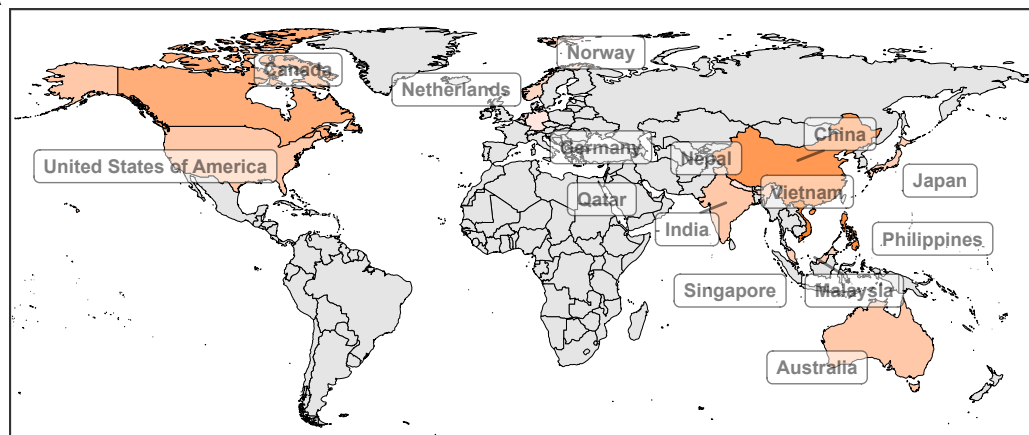 Norway
Canada
Netherlands
China
Germany
Nepal
United States of America
Japan
Qatar
Vietnam
India
Philippines
Singapore
Malaysia
Australia